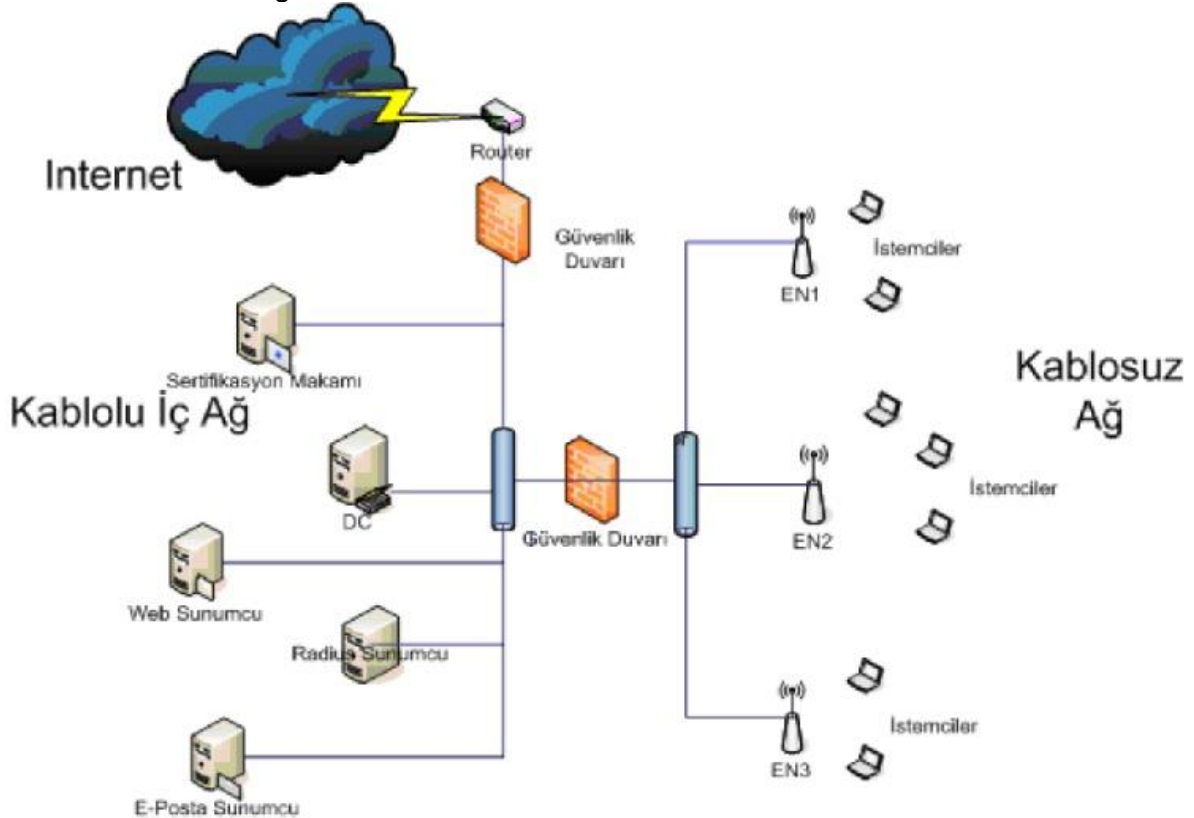 Internet
Router
Güvenlik
Duvarı
EN1
İstemciler
Sertifikasyon Makamı
Kablolu İç Ağ
Kablosuz
Ağ
DC
Güvenlik Duvarı
EN2
İstemciler
Web Sunumcu
Radius Sunumcu
E-Posta Sunumcu
EN3
İstemciler